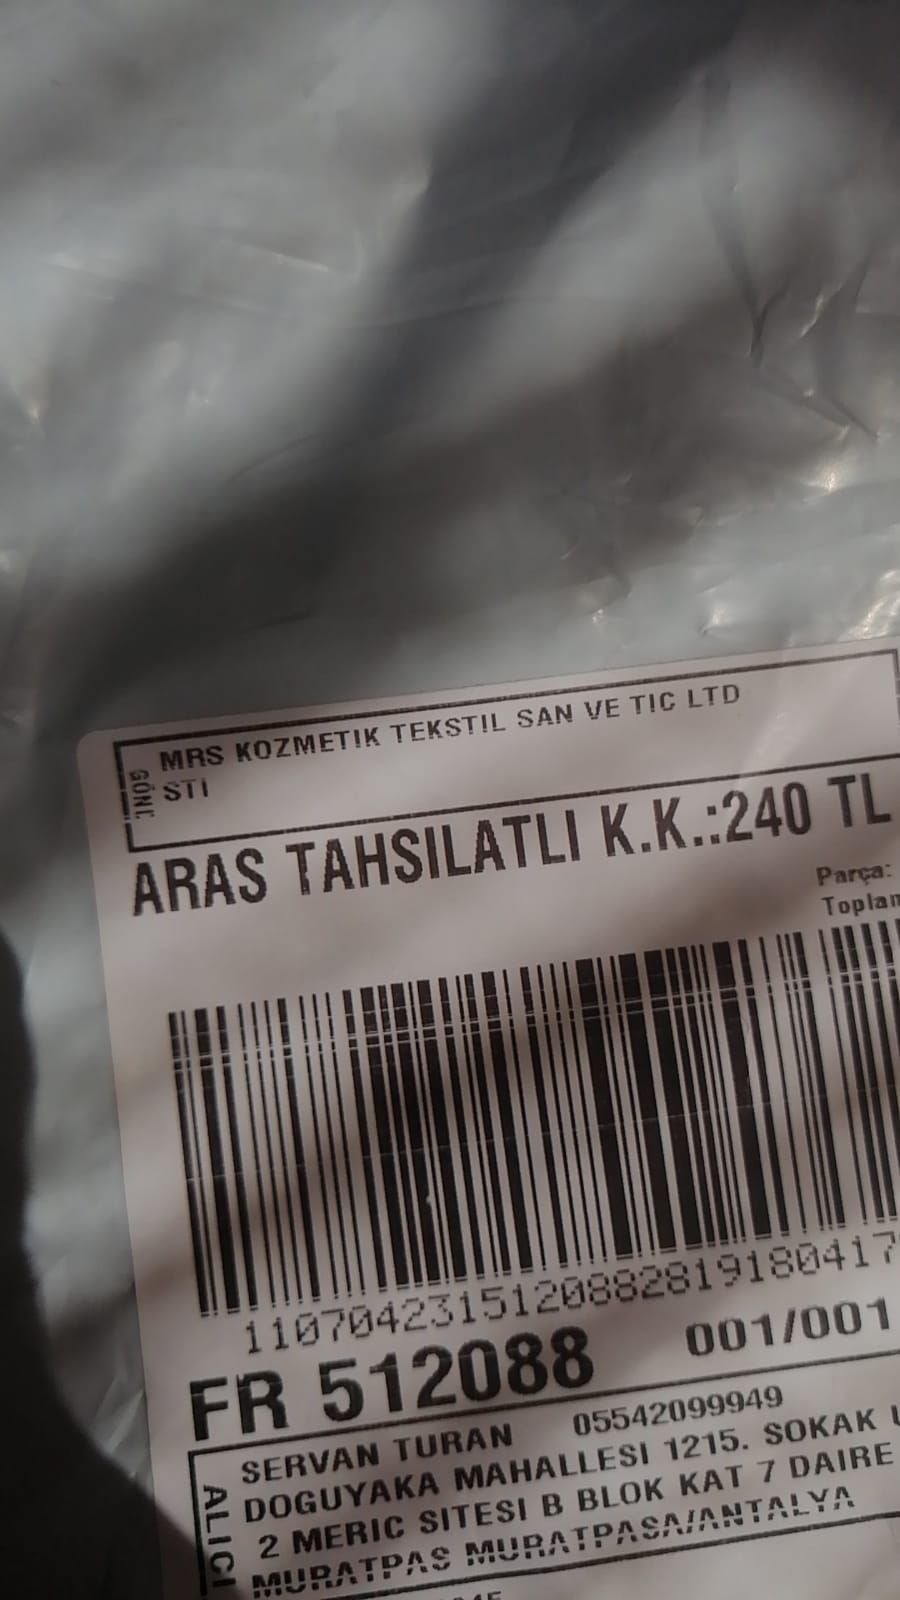 MRS KOZMETIK TEKSTIL SAN VE TIC LTD
STI
GÖND.
ARAS TAHSILATLI K.K.:240 TL
Parça:
Toplam
1107042315120882819180417
FR 512088
001/001
SERVAN TURAN 05542099949
DOGUYAKA MAHALLESI 1215. SOKAK
2 MERIC SITESI B BLOK KAT 7 DAIRE
MURATPAS MURATPASA/ANTALYA
ALICI